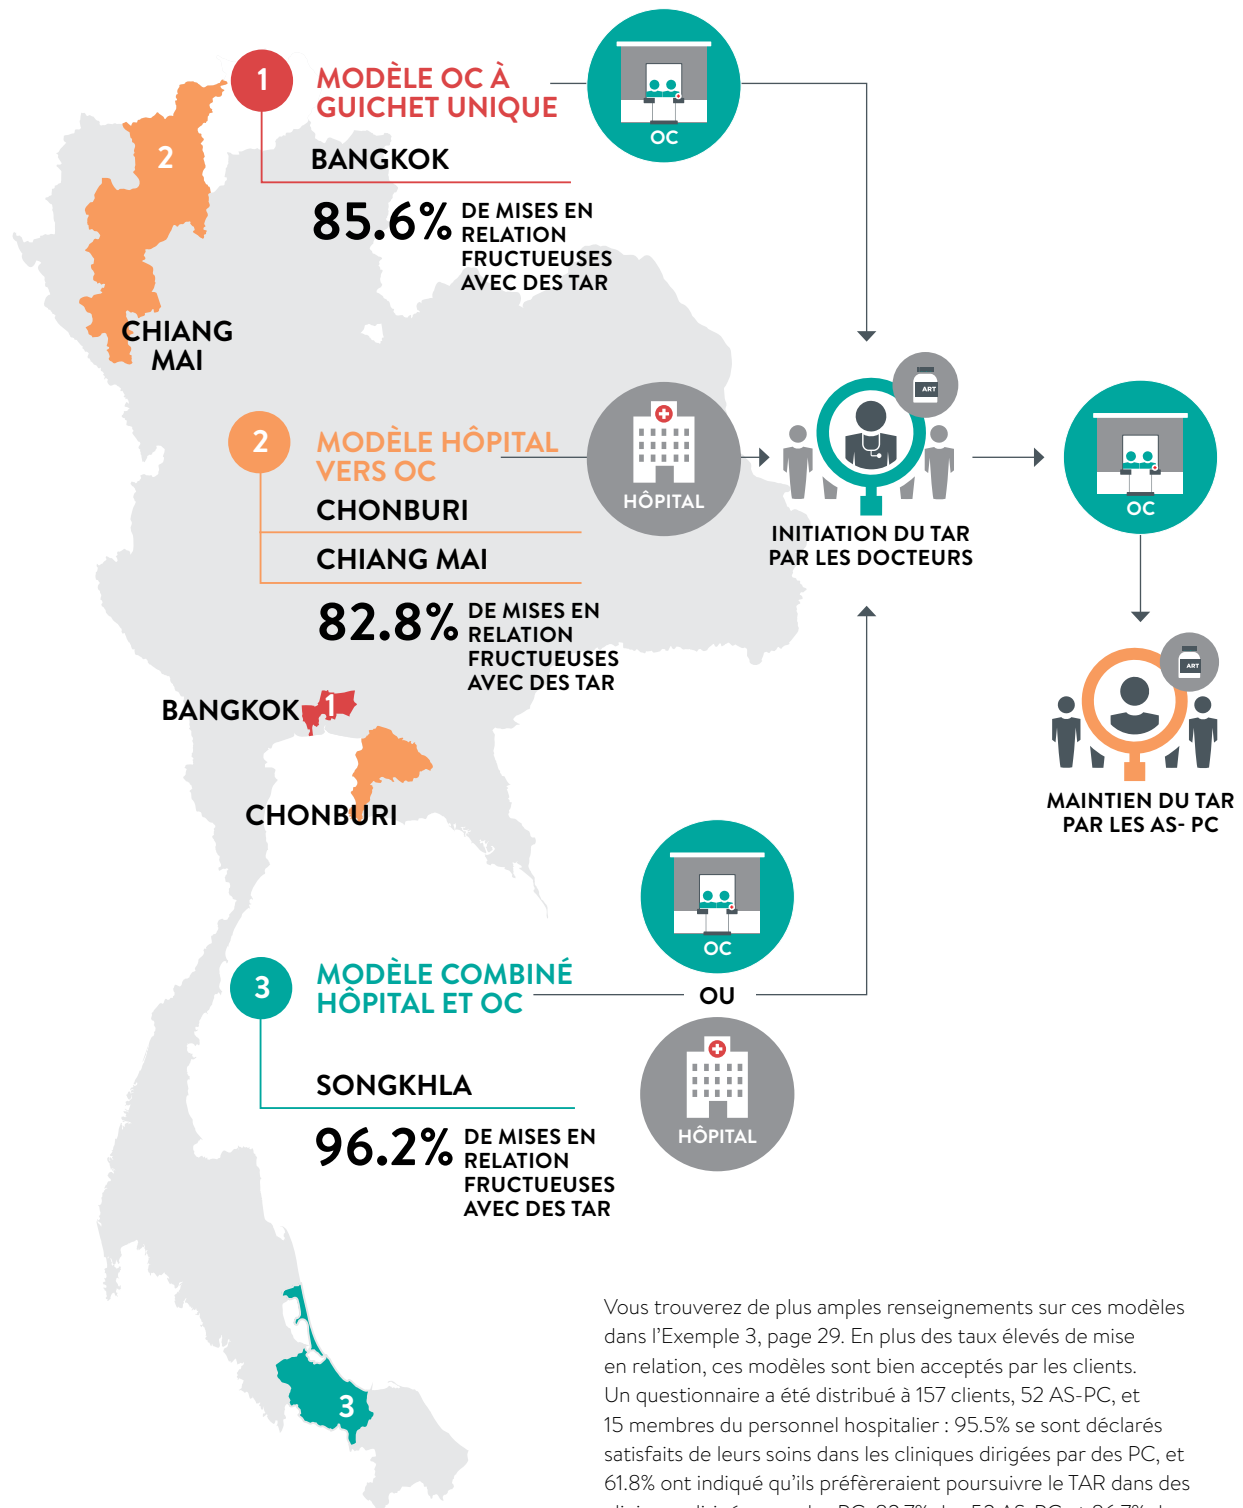 1
MODÈLE OC À
GUICHET UNIQUE
BANGKOK
85.6%
DE MISES EN
RELATION
FRUCTUEUSES
AVEC DES TAR
OC
2
CHIANG
MAI
2
MODÈLE HÔPITAL
VERS OC
CHONBURI
CHIANG MAI
82.8%
DE MISES EN
RELATION
FRUCTUEUSES
AVEC DES TAR
HÔPITAL
ART
INITIATION DU TAR
PAR LES DOCTEURS
OC
ART
MAINTIEN DU TAR
PAR LES AS- PC
BANGKOK
1
CHONBURI
3
MODÈLE COMBINÉ
HÔPITAL ET OC
SONGKHLA
96.2%
DE MISES EN
RELATION
FRUCTUEUSES
AVEC DES TAR
OC
OU
HÔPITAL
3
Vous trouverez de plus amples renseignements sur ces modèles
dans l'Exemple 3, page 29. En plus des taux élevés de mise
en relation, ces modèles sont bien acceptés par les clients.
Un questionnaire a été distribué à 157 clients, 52 AS-PC, et
15 membres du personnel hospitalier : 95.5% se sont déclarés
satisfaits de leurs soins dans les cliniques dirigées par des PC, et
61.8% ont indiqué qu'ils préfèreraient poursuivre le TAR dans des